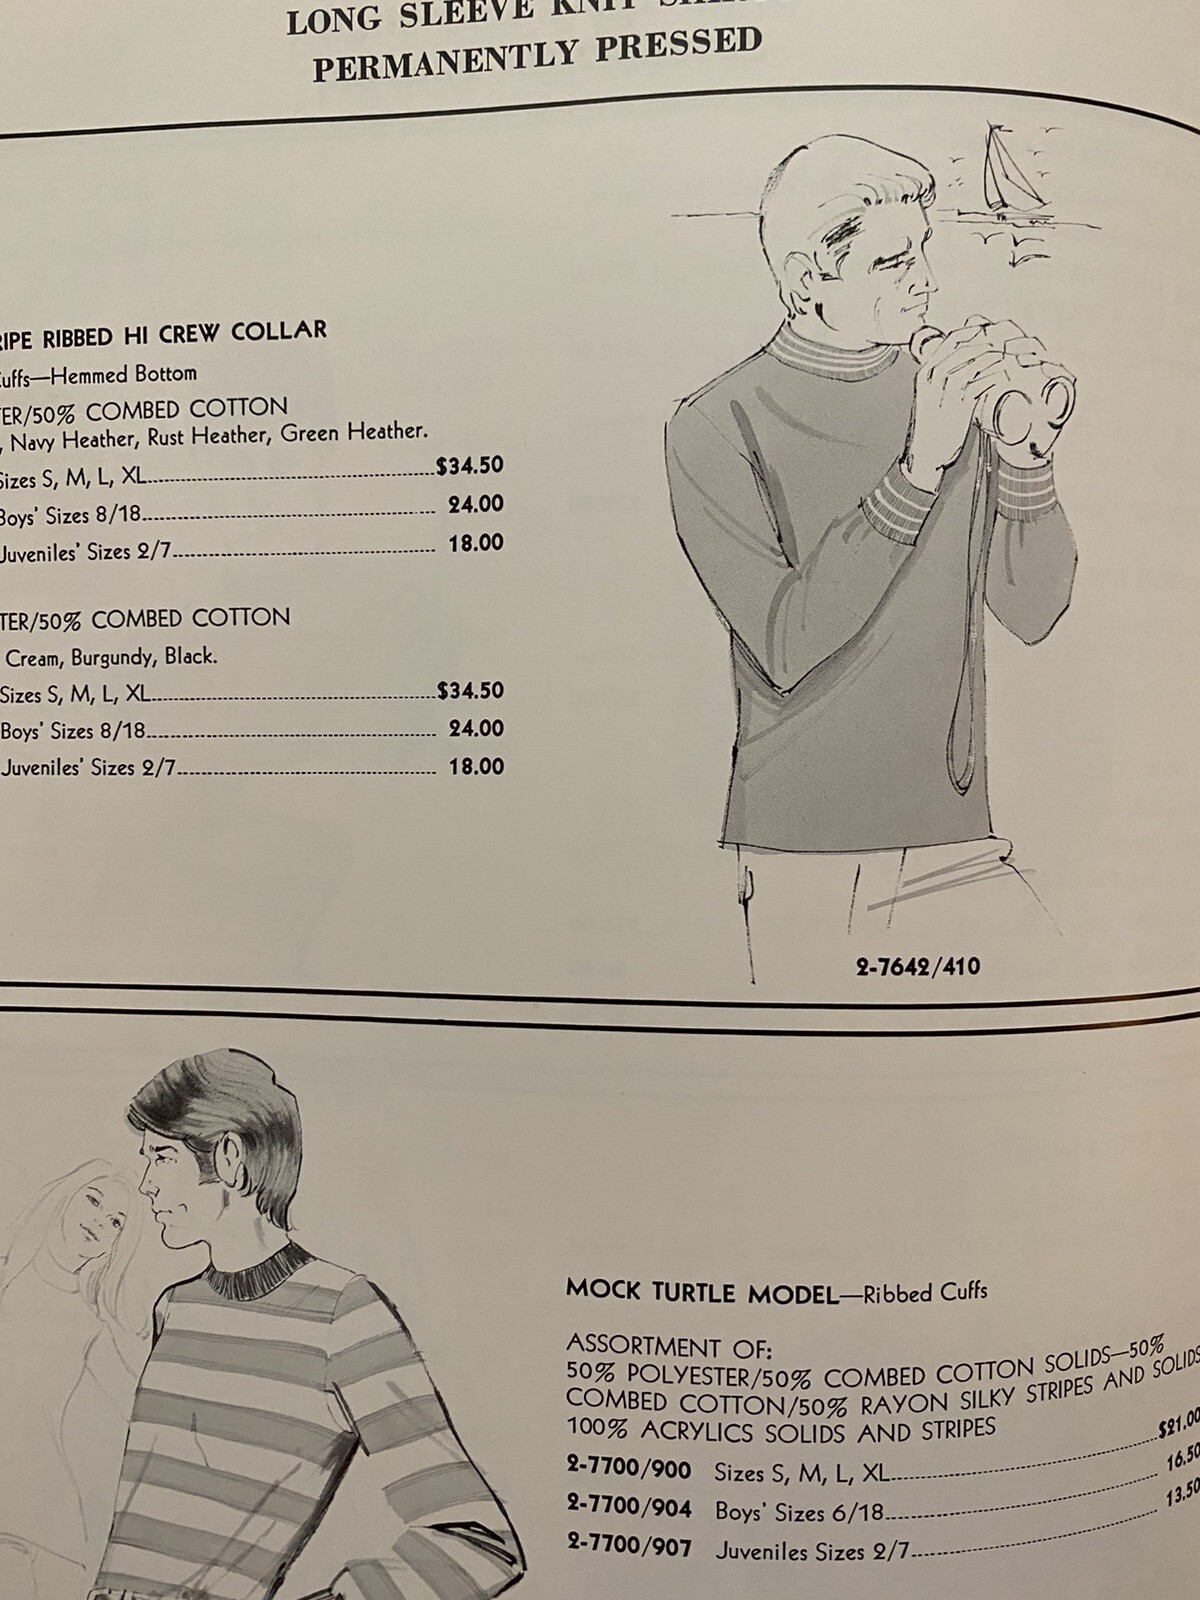 LONG SLEEVE KNIT
PERMANENTLY PRESSED
RIBBED HI CREW COLLAR
Cuffs—Hemmed Bottom
/50% COMBED COTTON
, Navy Heather, Rust Heather, Green Heather.
Sizes S, M, L, XL $34.50
Boys' Sizes 8/18 24.00
Juveniles' Sizes 2/7 18.00
/50% COMBED COTTON
Cream, Burgundy, Black.
Sizes S, M, L, XL $34.50
Boys' Sizes 8/18 24.00
Juveniles' Sizes 2/7 18.00
2-7642/410
MOCK TURTLE MODEL—Ribbed Cuffs
ASSORTMENT OF:
50% POLYESTER/50% COMBED COTTON SOLIDS—50%
COMBED COTTON/50% RAYON SILKY STRIPES AND SOLIDS
100% ACRYLICS SOLIDS AND STRIPES
2-7700/900 Sizes S, M, L, XL $21.00
2-7700/904 Boys' Sizes 6/18 16.50
2-7700/907 Juveniles Sizes 2/7 13.50